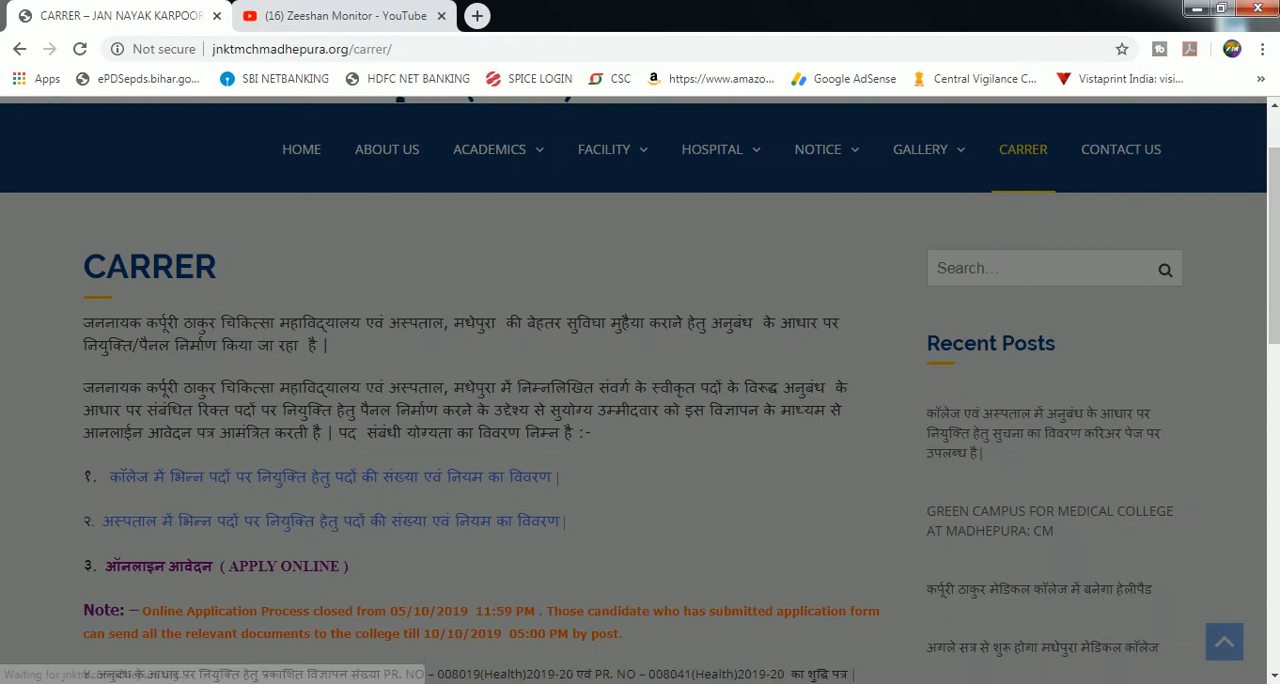 CARRER – JAN NAYAK KARPOOR
(16) Zeeshan Monitor - YouTube
Not secure | jnktmchmadhepura.org/carrer/
Apps ePDSepds.bihar.go... SBI NETBANKING HDFC NET BANKING SPICE LOGIN CSC https://www.amazo... Google AdSense Central Vigilance C... Vistaprint India: visi... »
HOME ABOUT US ACADEMICS FACILITY HOSPITAL NOTICE GALLERY CARRER CONTACT US
CARRER
जननायक कर्पूरी ठाकुर चिकित्सा महाविद्यालय एवं अस्पताल, मधेपुरा की बेहतर सुविधा मुहैया कराने हेतु अनुबंध के आधार पर
नियुक्ति/पैनल निर्माण किया जा रहा है |
जननायक कर्पूरी ठाकुर चिकित्सा महाविद्यालय एवं अस्पताल, मधेपुरा में निम्नलिखित संवर्ग के स्वीकृत पदों के विरूद्ध अनुबंध के
आधार पर संबंधित रिक्त पदों पर नियुक्ति हेतु पैनल निर्माण करने के उद्देश्य से सुयोग्य उम्मीदवार को इस विज्ञापन के माध्यम से
आनलाईन आवेदन पत्र आमंत्रित करती है | पद संबंधी योग्यता का विवरण निम्न है :-
१. कॉलेज में भिन्न पदों पर नियुक्ति हेतु पदों की संख्या एवं नियम का विवरण |
२. अस्पताल में भिन्न पदों पर नियुक्ति हेतु पदों की संख्या एवं नियम का विवरण |
३. ऑनलाइन आवेदन ( APPLY ONLINE )
Note: – Online Application Process closed from 05/10/2019 11:59 PM . Those candidate who has submitted application form
can send all the relevant documents to the college till 10/10/2019 05:00 PM by post.
४. अनुबंध के आधार पर नियुक्ति हेतु प्रकाशित विज्ञापन संख्या PR. NO – 008019(Health)2019-20 एवं PR. NO – 008041(Health)2019-20 का शुद्धि पत्र |
Search...
Recent Posts
कॉलेज एवं अस्पताल में अनुबंध के आधार पर
नियुक्ति हेतु सुचना का विवरण करिअर पेज पर
उपलब्ध है|
GREEN CAMPUS FOR MEDICAL COLLEGE
AT MADHEPURA: CM
कर्पूरी ठाकुर मेडिकल कॉलेज में बनेगा हेलीपैड
अगले सत्र से शुरू होगा मधेपुरा मेडिकल कॉलेज